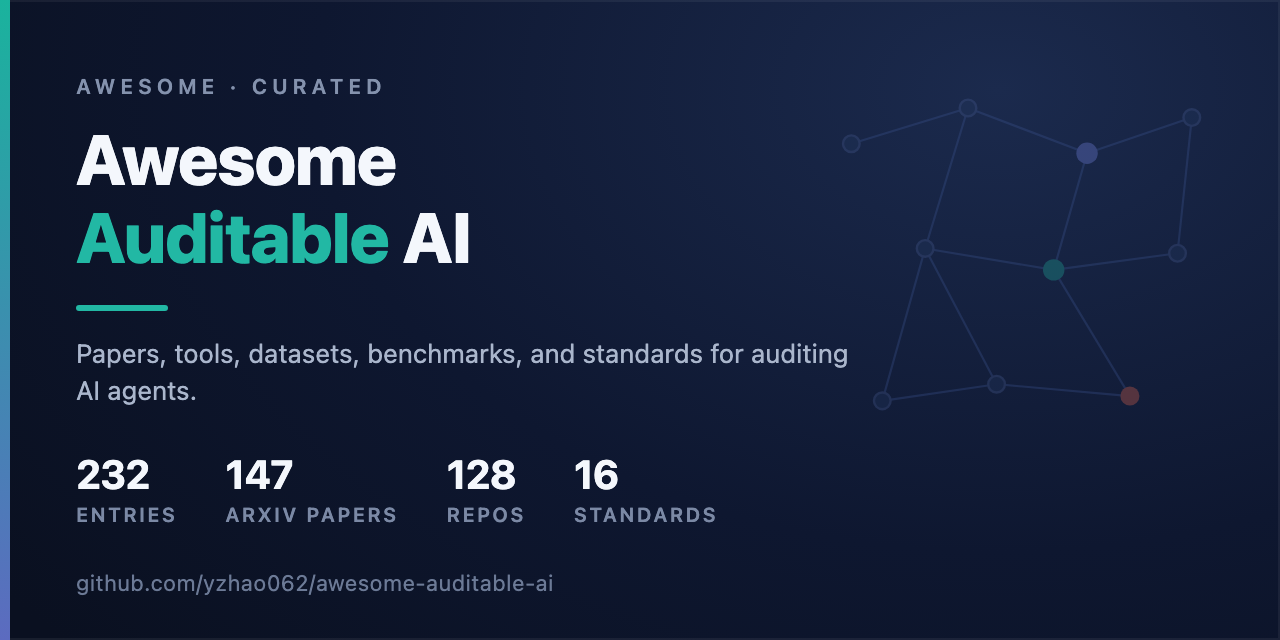 AWESOME · CURATED
Awesome
Auditable AI
Papers, tools, datasets, benchmarks, and standards for auditing
AI agents.
232 147 128 16
ENTRIES ARXIV PAPERS REPOS STANDARDS
github.com/yzhao062/awesome-auditable-ai